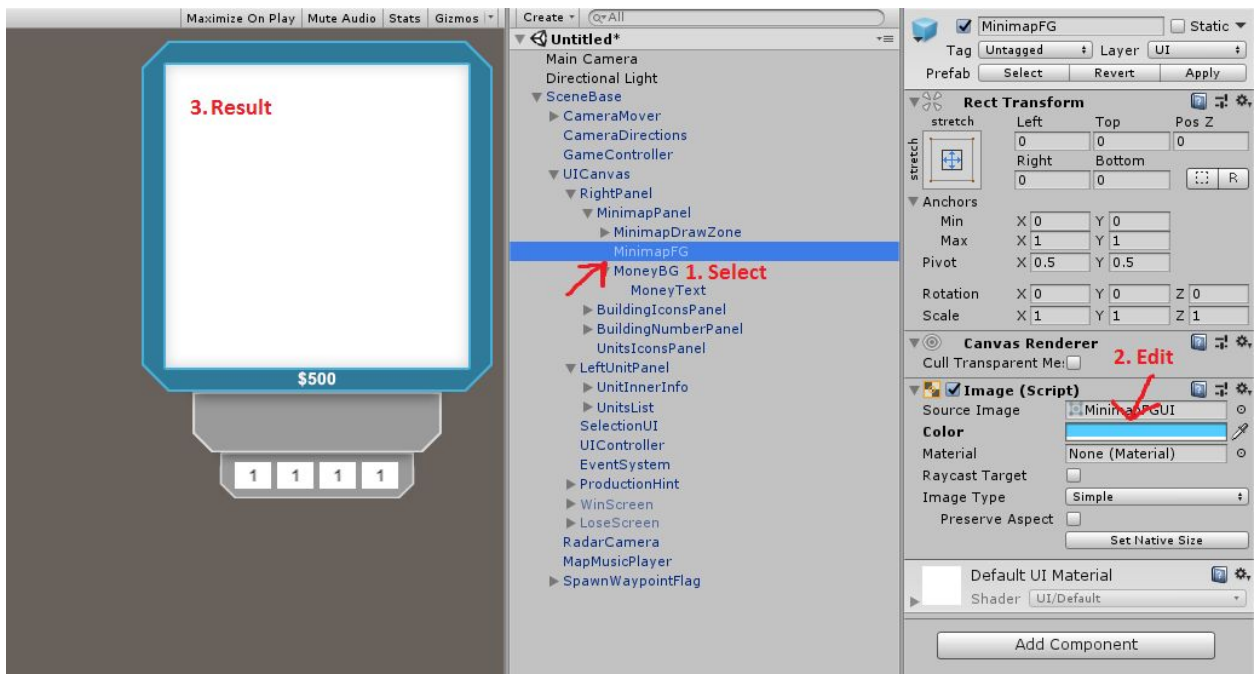 Maximize On Play Mute Audio Stats Gizmos
3. Result
$500
1 1 1 1
Create All
Untitled*
Main Camera
Directional Light
SceneBase
CameraMover
CameraDirections
GameController
UICanvas
RightPanel
MinimapPanel
MinimapDrawZone
MinimapFG
MoneyBG 1. Select
MoneyText
BuildingIconsPanel
BuildingNumberPanel
UnitsIconsPanel
LeftUnitPanel
UnitInnerInfo
UnitsList
SelectionUI
UIController
EventSystem
ProductionHint
WinScreen
LoseScreen
RadarCamera
MapMusicPlayer
SpawnWaypointFlag
MinimapFG Static
Tag Untagged Layer UI
Prefab Select Revert Apply
Rect Transform
stretch Left Top Pos Z
stretch
0 0 0
Right Bottom
0 0 R
Anchors
Min X 0 Y 0
Max X 1 Y 1
Pivot X 0.5 Y 0.5
Rotation X 0 Y 0 Z 0
Scale X 1 Y 1 Z 1
Canvas Renderer
Cull Transparent Me: 2. Edit
Image (Script)
Source Image MinimapFGUI
Color
Material None (Material)
Raycast Target
Image Type Simple
Preserve Aspect
Set Native Size
Default UI Material
Shader UI/Default
Add Component